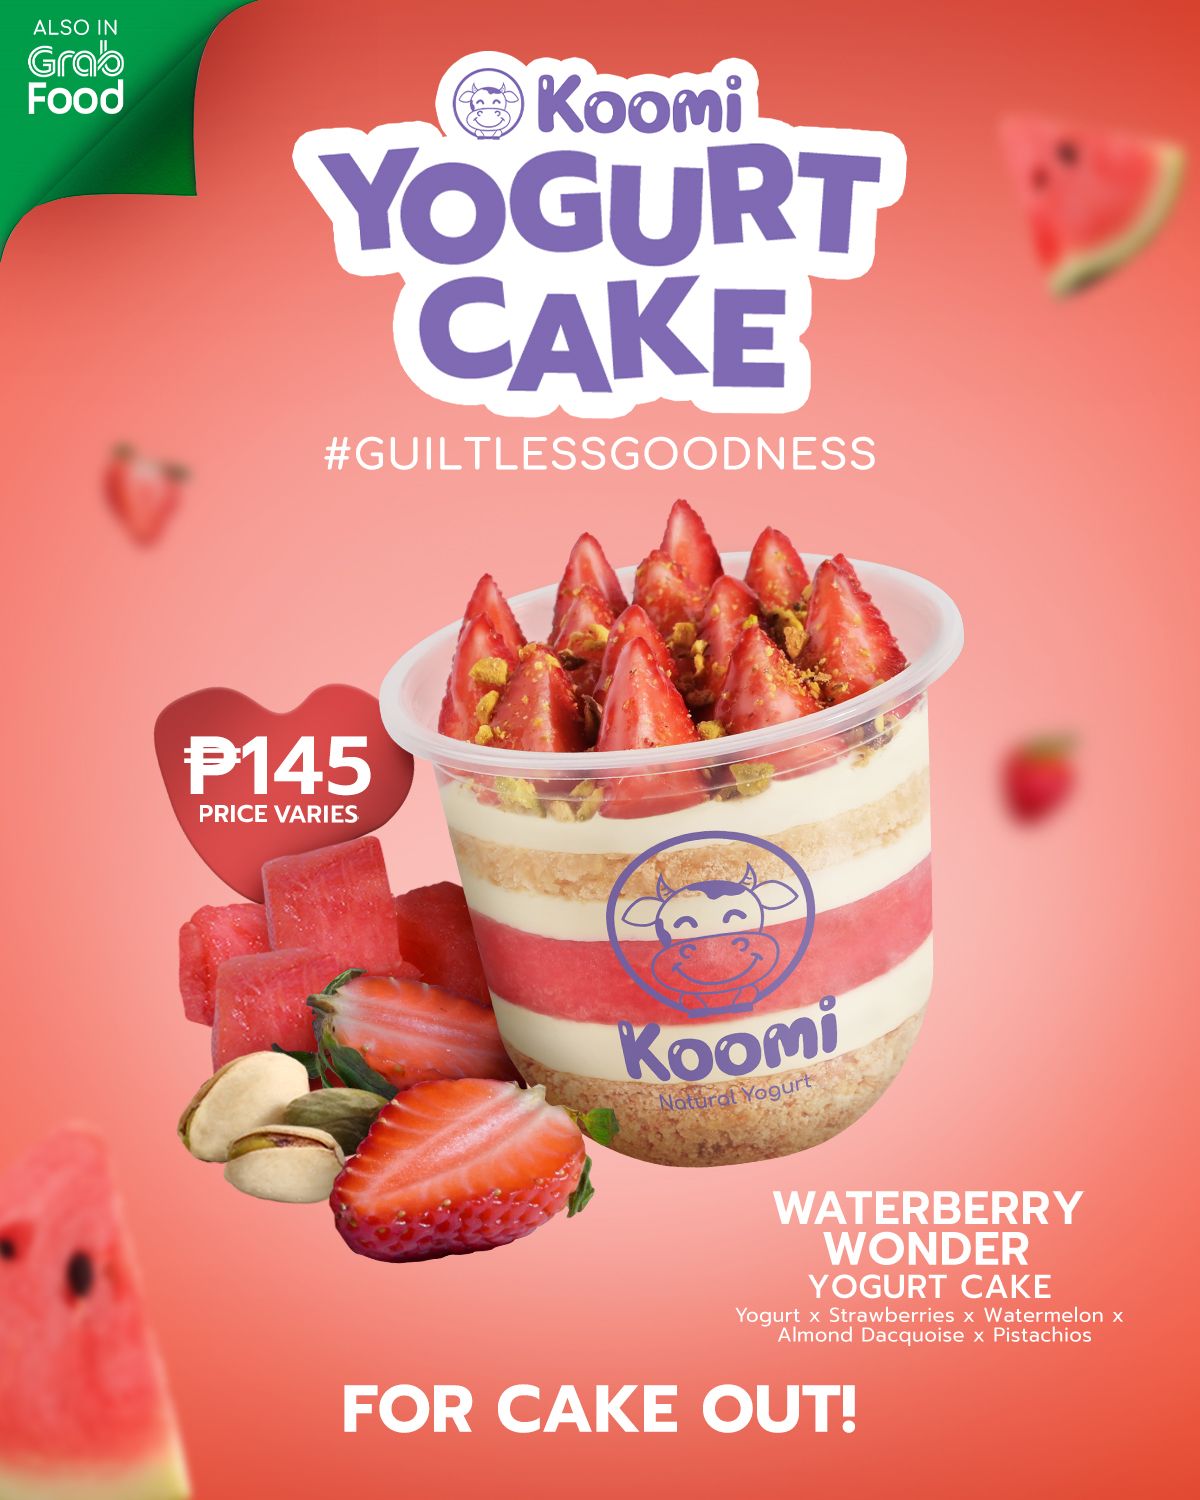 ALSO IN
Grab
Food
Koomi
YOGURT
CAKE
#GUILTLESSGOODNESS
₱145
PRICE VARIES
Koomi
Natural Yogurt
WATERBERRY
WONDER
YOGURT CAKE
Yogurt x Strawberries x Watermelon x
Almond Dacquoise x Pistachios
FOR CAKE OUT!